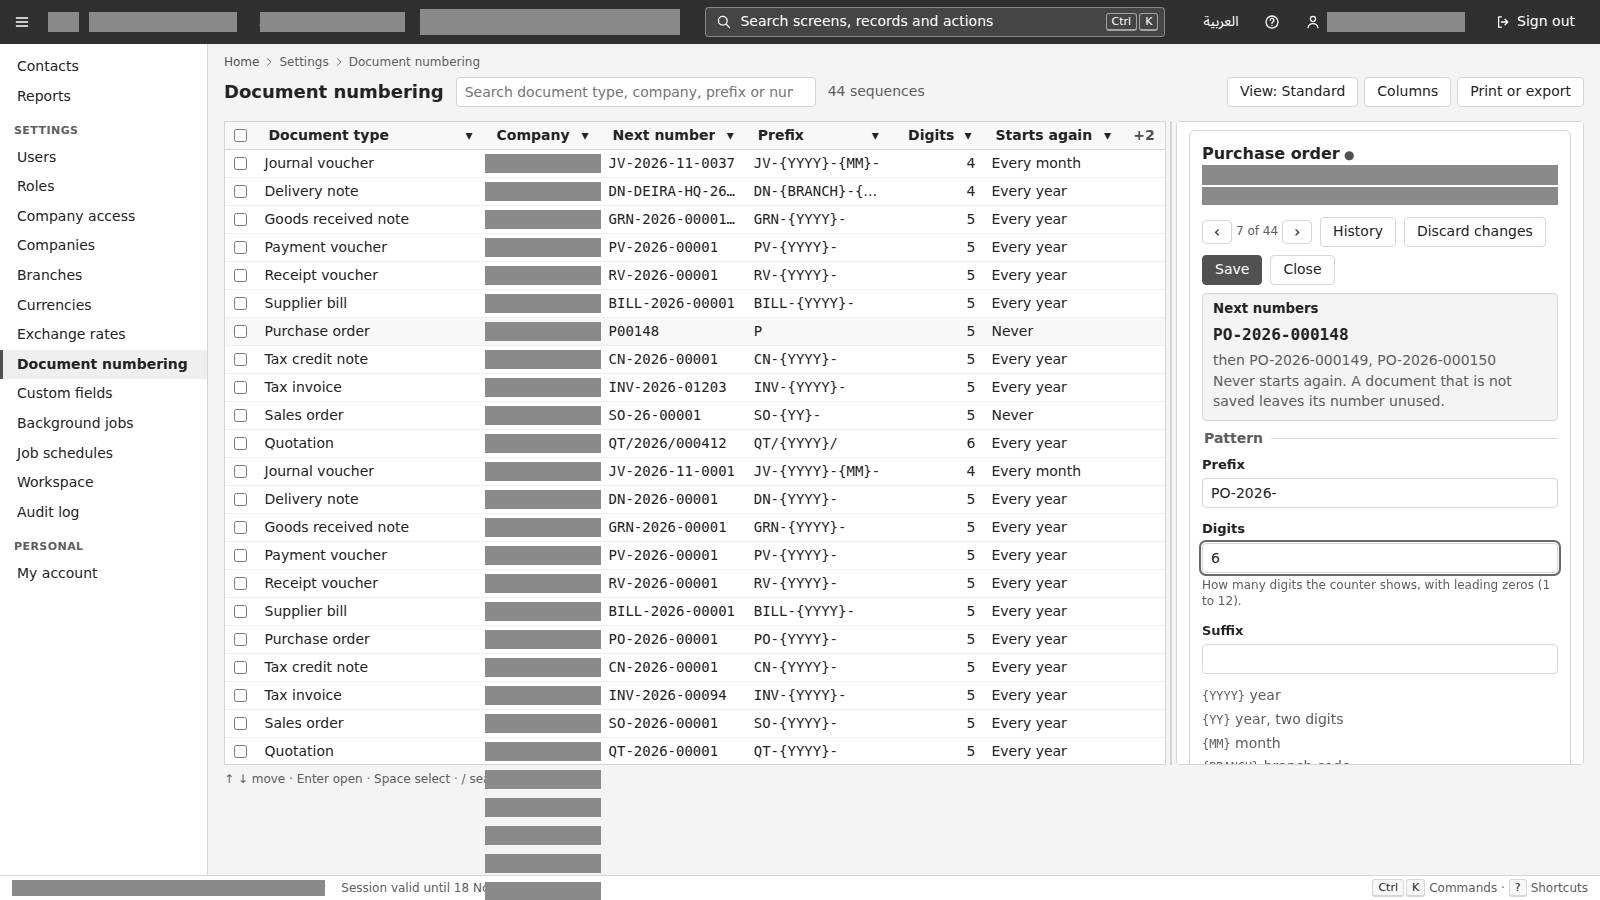 Search screens, records and actions Ctrl K
العربية
Sign out
Contacts
Reports
SETTINGS
Users
Roles
Company access
Companies
Branches
Currencies
Exchange rates
Document numbering
Custom fields
Background jobs
Job schedules
Workspace
Audit log
PERSONAL
My account
Home > Settings > Document numbering
Document numbering
Search document type, company, prefix or nur
44 sequences
View: Standard
Columns
Print or export
Document type ▼ Company ▼ Next number ▼ Prefix ▼ Digits ▼ Starts again ▼ +2
Journal voucher JV-2026-11-0037 JV-{YYYY}-{MM}- 4 Every month
Delivery note DN-DEIRA-HQ-26… DN-{BRANCH}-{… 4 Every year
Goods received note GRN-2026-00001… GRN-{YYYY}- 5 Every year
Payment voucher PV-2026-00001 PV-{YYYY}- 5 Every year
Receipt voucher RV-2026-00001 RV-{YYYY}- 5 Every year
Supplier bill BILL-2026-00001 BILL-{YYYY}- 5 Every year
Purchase order P00148 P 5 Never
Tax credit note CN-2026-00001 CN-{YYYY}- 5 Every year
Tax invoice INV-2026-01203 INV-{YYYY}- 5 Every year
Sales order SO-26-00001 SO-{YY}- 5 Never
Quotation QT/2026/000412 QT/{YYYY}/ 6 Every year
Journal voucher JV-2026-11-0001 JV-{YYYY}-{MM}- 4 Every month
Delivery note DN-2026-00001 DN-{YYYY}- 5 Every year
Goods received note GRN-2026-00001 GRN-{YYYY}- 5 Every year
Payment voucher PV-2026-00001 PV-{YYYY}- 5 Every year
Receipt voucher RV-2026-00001 RV-{YYYY}- 5 Every year
Supplier bill BILL-2026-00001 BILL-{YYYY}- 5 Every year
Purchase order PO-2026-00001 PO-{YYYY}- 5 Every year
Tax credit note CN-2026-00001 CN-{YYYY}- 5 Every year
Tax invoice INV-2026-00094 INV-{YYYY}- 5 Every year
Sales order SO-2026-00001 SO-{YYYY}- 5 Every year
Quotation QT-2026-00001 QT-{YYYY}- 5 Every year
↑ ↓ move · Enter open · Space select · /
Purchase order ●
‹ 7 of 44 › History Discard changes
Save Close
Next numbers
PO-2026-000148
then PO-2026-000149, PO-2026-000150
Never starts again. A document that is not
saved leaves its number unused.
Pattern
Prefix
PO-2026-
Digits
6
How many digits the counter shows, with leading zeros (1
to 12).
Suffix
{YYYY} year
{YY} year, two digits
{MM} month
{BRANCH} branch code
Session valid until 18
Ctrl K Commands · ? Shortcuts